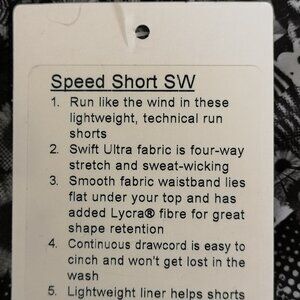 Speed Short SW
1. Run like the wind in these
lightweight, technical run
shorts
2. Swift Ultra fabric is four-way
stretch and sweat-wicking
3. Smooth fabric waistband lies
flat under your top and has
added Lycra® fibre for great
shape retention
4. Continuous drawcord is easy to
cinch and won't get lost in the
wash
5. Lightweight liner helps shorts